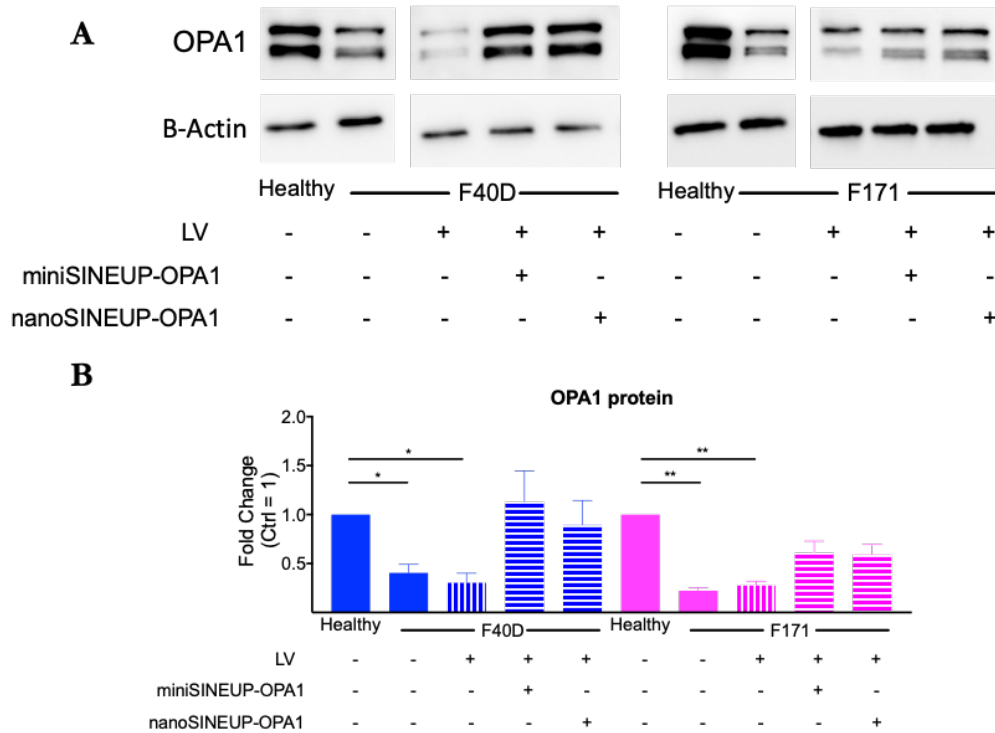 A
OPA1
B-Actin
Healthy F40D Healthy F171
LV - - + + + - - + + +
miniSINEUP-OPA1 - - - + - - - - + -
nanoSINEUP-OPA1 - - - - + - - - - +
B
OPA1 protein
Fold Change
(Ctrl = 1)
2.0
1.5
1.0
0.5
* **
* **
Healthy F40D Healthy F171
LV - - + + + - - + + +
miniSINEUP-OPA1 - - - + - - - - + -
nanoSINEUP-OPA1 - - - - + - - - - +